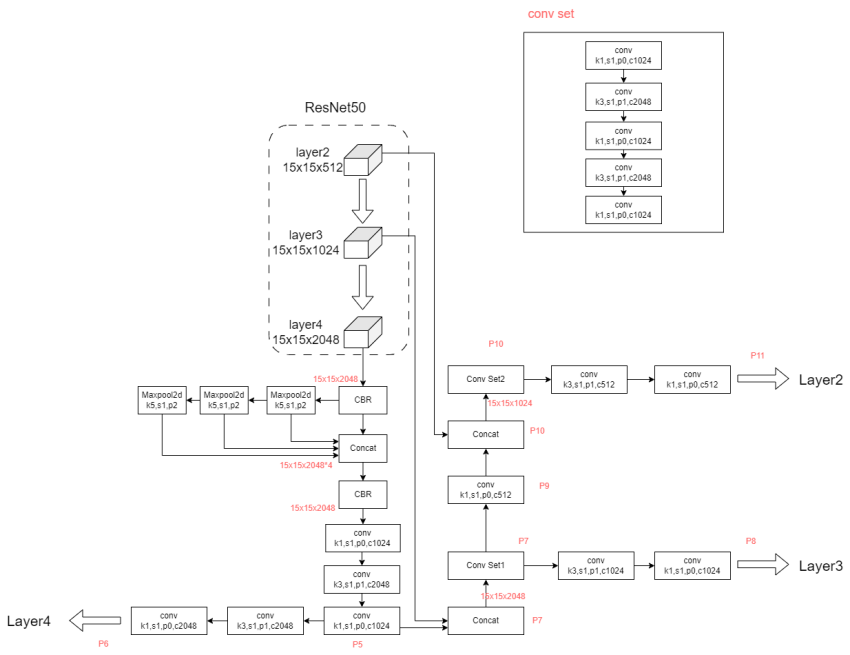 conv set
conv
k1,s1,p0,c1024
conv
k3,s1,p1,c2048
conv
k1,s1,p0,c1024
conv
k3,s1,p1,c2048
conv
k1,s1,p0,c1024
ResNet50
layer2
15x15x512
layer3
15x15x1024
layer4
15x15x2048
15x15x2048
Maxpool2d
k5,s1,p2
Maxpool2d
k5,s1,p2
Maxpool2d
k5,s1,p2
CBR
Concat
15x15x2048*4
CBR
15x15x2048
conv
k1,s1,p0,c1024
conv
k3,s1,p1,c2048
Layer4
P6
conv
k1,s1,p0,c2048
conv
k3,s1,p1,c2048
conv
k1,s1,p0,c1024
P5
P10
Conv Set2
conv
k3,s1,p1,c512
conv
k1,s1,p0,c512
P11
Layer2
15x15x1024
Concat
P10
conv
k1,s1,p0,c512
P9
P7
Conv Set1
conv
k3,s1,p1,c1024
conv
k1,s1,p0,c1024
P8
Layer3
15x15x2048
Concat
P7